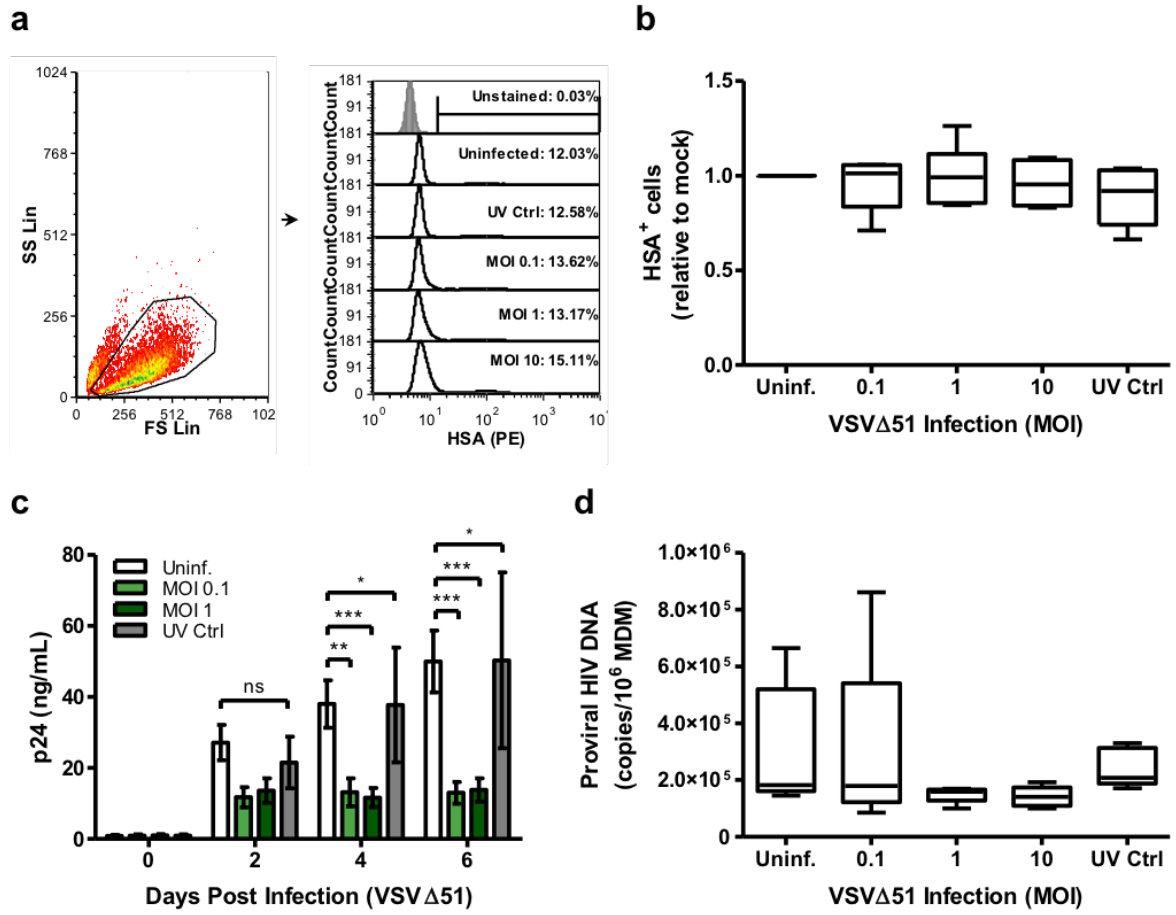 a
1024
768
512
256
0
SS Lin
0 256 512 768 102
FS Lin
181
91
181
91
181
91
181
91
181
91
181
91
0
CountCountCountCountCountCount
Unstained: 0.03%
Uninfected: 12.03%
UV Ctrl: 12.58%
MOI 0.1: 13.62%
MOI 1: 13.17%
MOI 10: 15.11%
10⁰ 10¹ 10² 10³ 10
HSA (PE)
b
1.5
1.0
0.5
0.0
HSA⁺ cells
(relative to mock)
Uninf. 0.1 1 10 UV Ctrl
VSVΔ51 Infection (MOI)
c
80
60
40
20
0
p24 (ng/mL)
Uninf.
MOI 0.1
MOI 1
UV Ctrl
ns
*
***
**
*
***
***
0 2 4 6
Days Post Infection (VSVΔ51)
d
1.0×10⁶
8.0×10⁵
6.0×10⁵
4.0×10⁵
2.0×10⁵
0
Proviral HIV DNA
(copies/10⁶ MDM)
Uninf. 0.1 1 10 UV Ctrl
VSVΔ51 Infection (MOI)